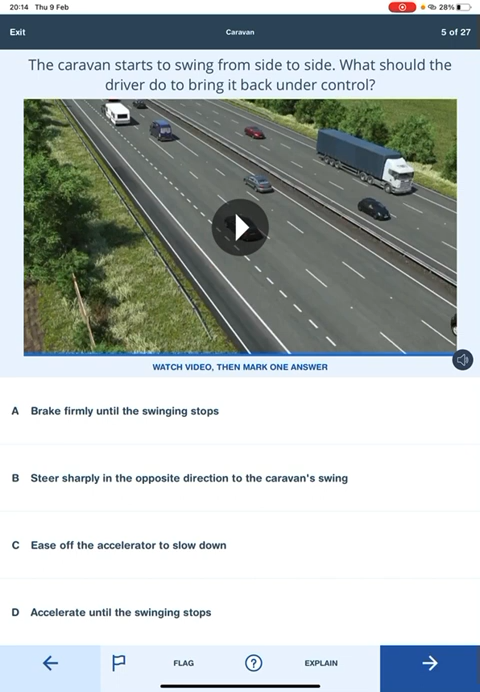 20:14 Thu 9 Feb 28%
Exit Caravan 5 of 27
The caravan starts to swing from side to side. What should the
driver do to bring it back under control?
WATCH VIDEO, THEN MARK ONE ANSWER
A Brake firmly until the swinging stops
B Steer sharply in the opposite direction to the caravan's swing
C Ease off the accelerator to slow down
D Accelerate until the swinging stops
FLAG ? EXPLAIN